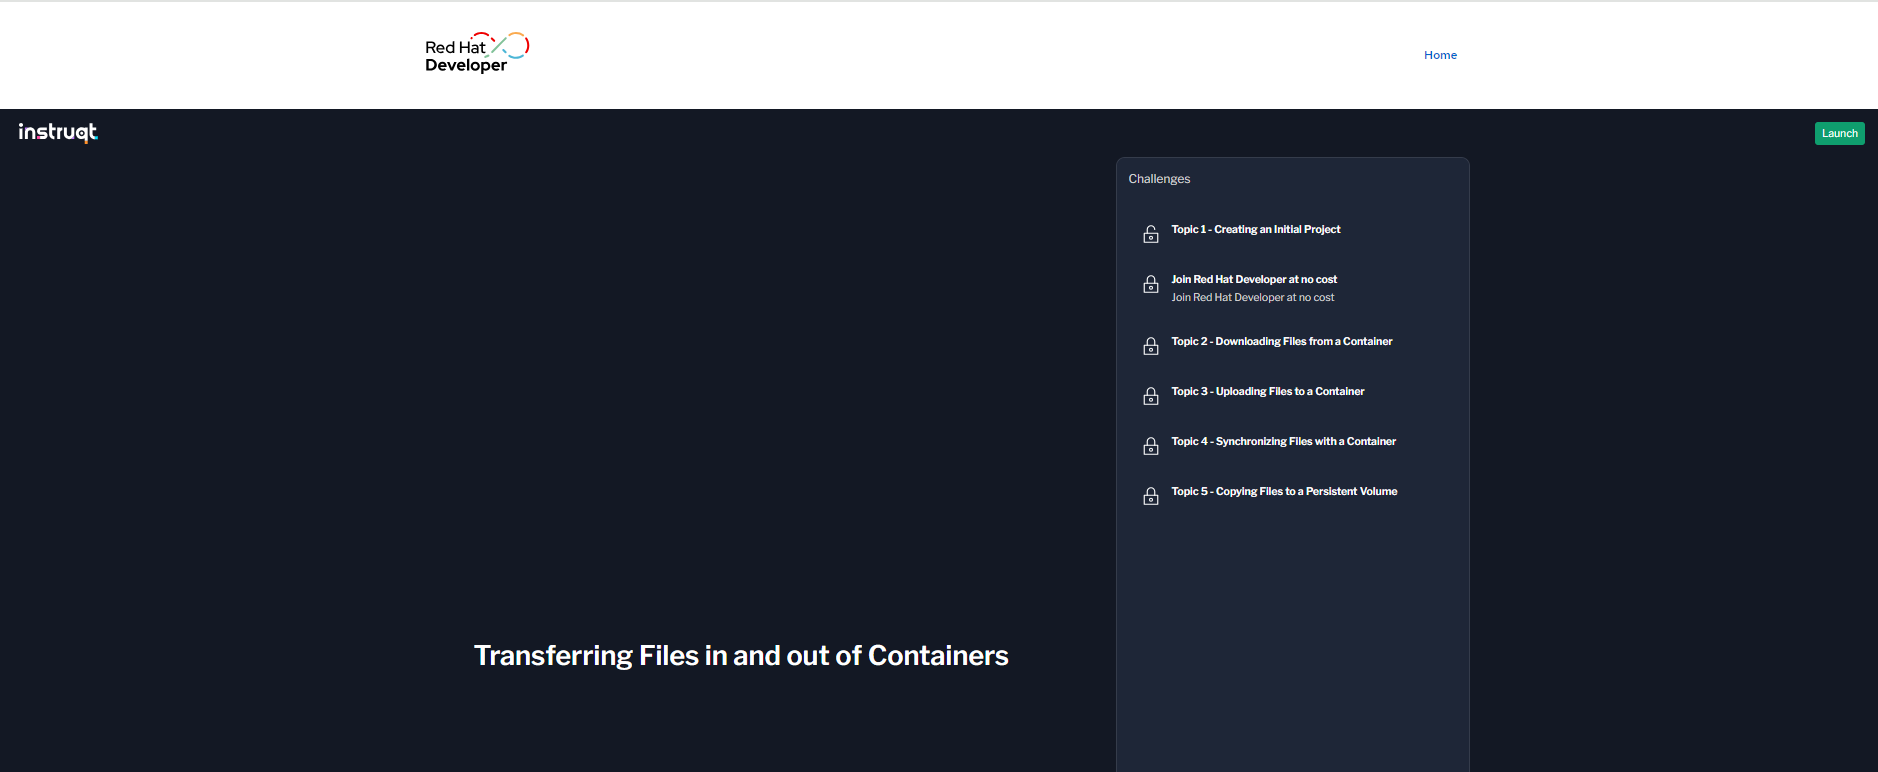 Red Hat
Developer
Home
instruqt
Launch
Challenges
Topic 1 - Creating an Initial Project
Join Red Hat Developer at no cost
Join Red Hat Developer at no cost
Topic 2 - Downloading Files from a Container
Topic 3 - Uploading Files to a Container
Topic 4 - Synchronizing Files with a Container
Topic 5 - Copying Files to a Persistent Volume
Transferring Files in and out of Containers